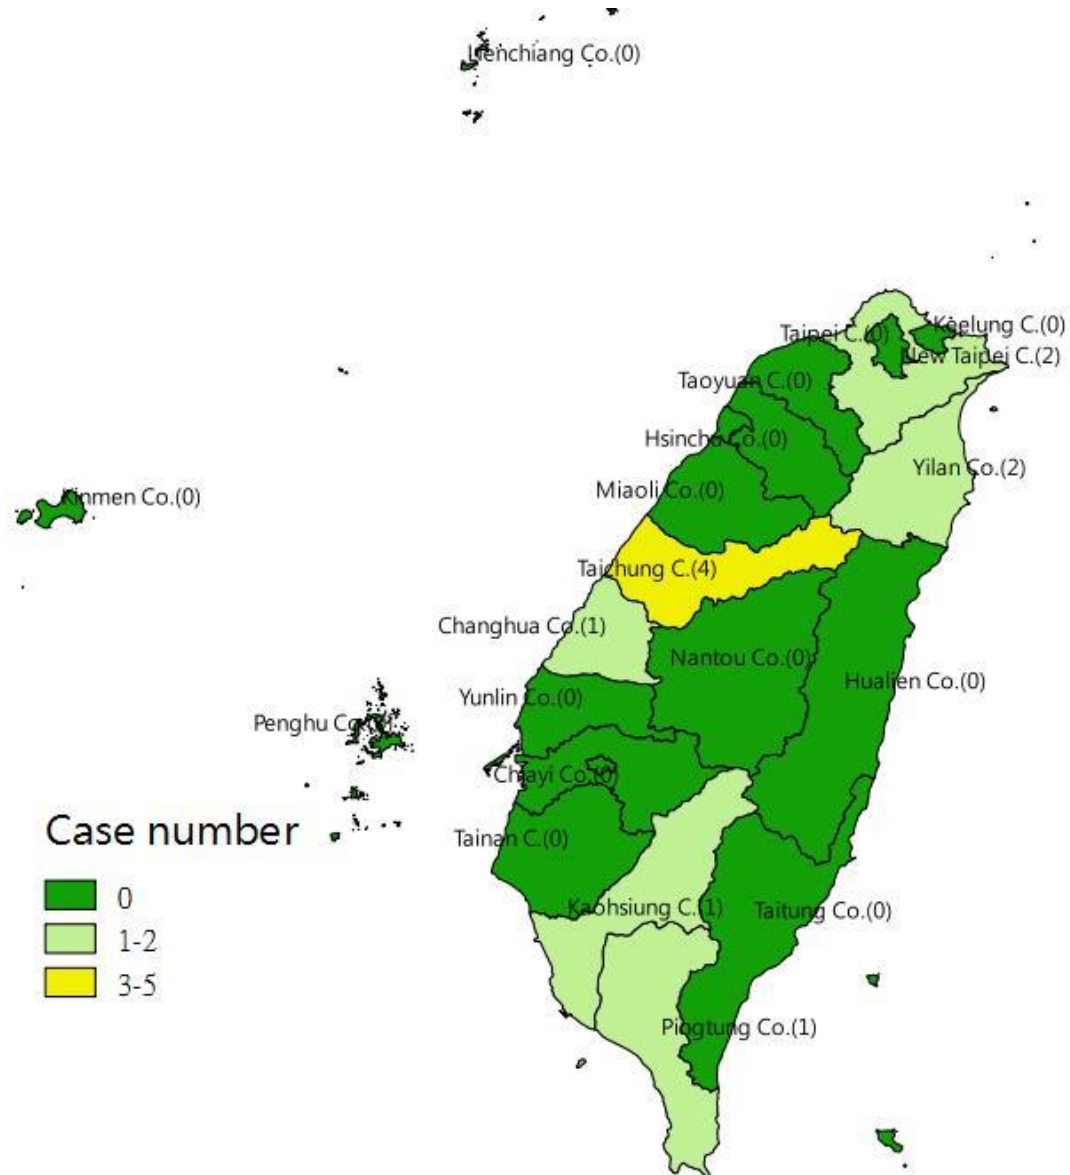 Lienchiang Co.(0)
Keelung C.(0)
Taipei C.(0)
New Taipei C.(2)
Taoyuan C.(0)
Hsinchu Co.(0)
Yilan Co.(2)
Miaoli Co.(0)
Kinmen Co.(0)
Taichung C.(4)
Changhua Co.(1)
Nantou Co.(0)
Hualien Co.(0)
Yunlin Co.(0)
Penghu Co.
Chiayi Co.(0)
Case number
Tainan C.(0)
0
Kaohsiung C.(1)
Taitung Co.(0)
1-2
3-5
Pingtung Co.(1)